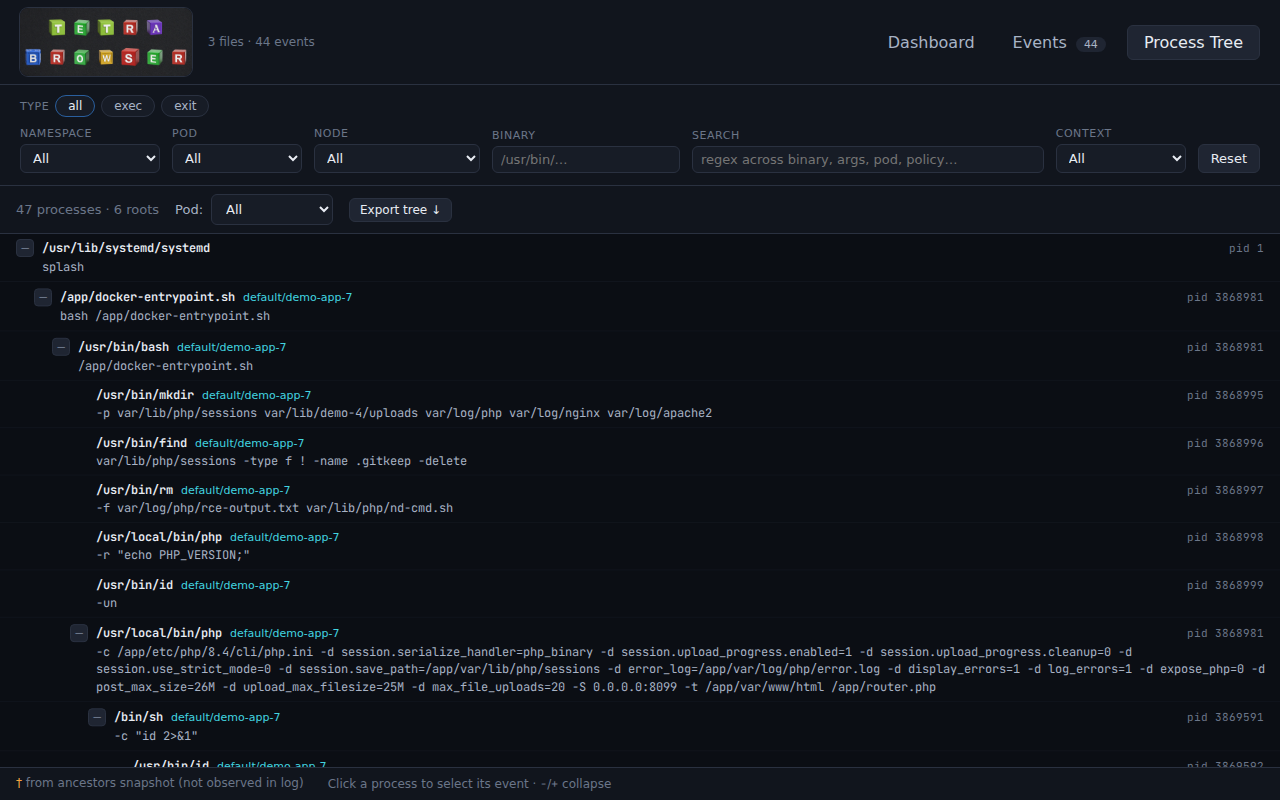 TETRA
BROWSER
3 files · 44 events
Dashboard
Events 44
Process Tree
TYPE all exec exit
NAMESPACE POD NODE BINARY SEARCH CONTEXT
All All All /usr/bin/... regex across binary, args, pod, policy... All Reset
47 processes · 6 roots Pod: All Export tree ↓
— /usr/lib/systemd/systemd pid 1
splash
— /app/docker-entrypoint.sh default/demo-app-7 pid 3868981
bash /app/docker-entrypoint.sh
— /usr/bin/bash default/demo-app-7 pid 3868981
/app/docker-entrypoint.sh
/usr/bin/mkdir default/demo-app-7 pid 3868995
-p var/lib/php/sessions var/lib/demo-4/uploads var/log/php var/log/nginx var/log/apache2
/usr/bin/find default/demo-app-7 pid 3868996
var/lib/php/sessions -type f ! -name .gitkeep -delete
/usr/bin/rm default/demo-app-7 pid 3868997
-f var/log/php/rce-output.txt var/lib/php/nd-cmd.sh
/usr/local/bin/php default/demo-app-7 pid 3868998
-r "echo PHP_VERSION;"
/usr/bin/id default/demo-app-7 pid 3868999
-un
— /usr/local/bin/php default/demo-app-7 pid 3868981
-c /app/etc/php/8.4/cli/php.ini -d session.serialize_handler=php_binary -d session.upload_progress.enabled=1 -d session.upload_progress.cleanup=0 -d
session.use_strict_mode=0 -d session.save_path=/app/var/lib/php/sessions -d error_log=/app/var/log/php/error.log -d display_errors=1 -d log_errors=1 -d expose_php=0 -d
post_max_size=26M -d upload_max_filesize=25M -d max_file_uploads=20 -S 0.0.0.0:8099 -t /app/var/www/html /app/router.php
— /bin/sh default/demo-app-7 pid 3869591
-c "id 2>&1"
/usr/bin/id default/demo-app-7 pid 3869592
† from ancestors snapshot (not observed in log) Click a process to select its event · −/+ collapse